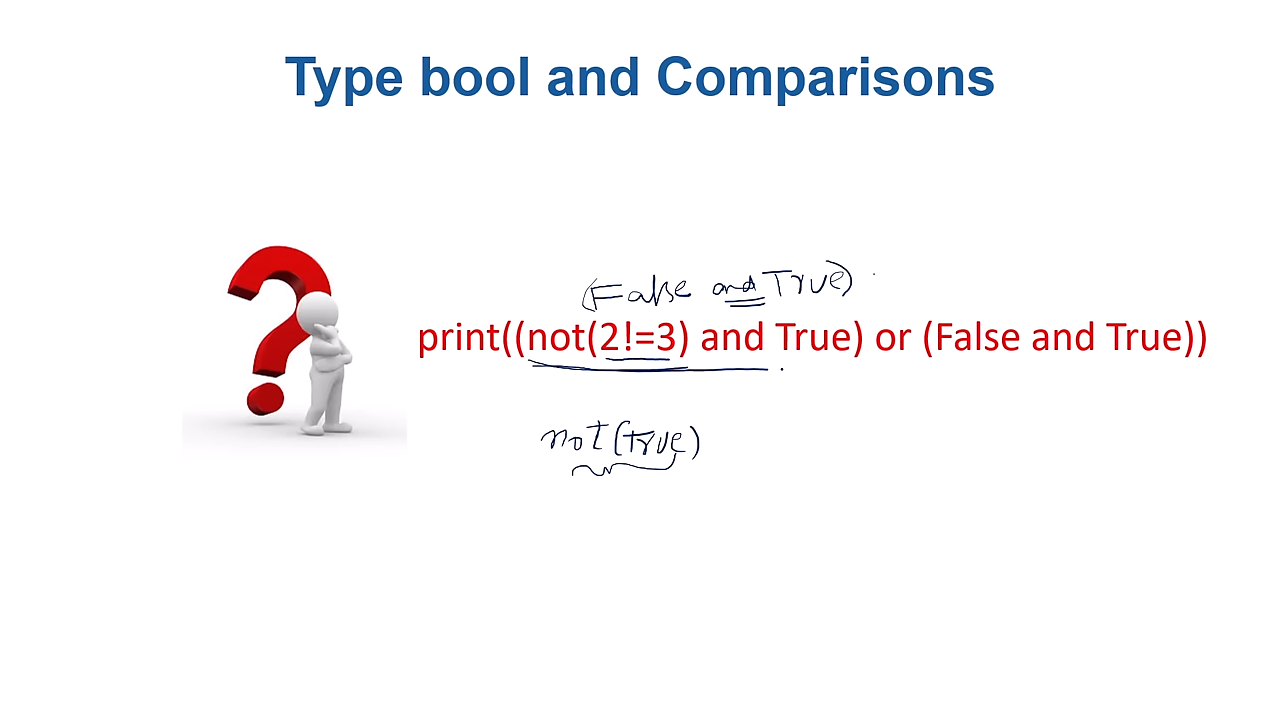 Type bool and Comparisons
(False and True)
print((not(2!=3) and True) or (False and True))
not(true)